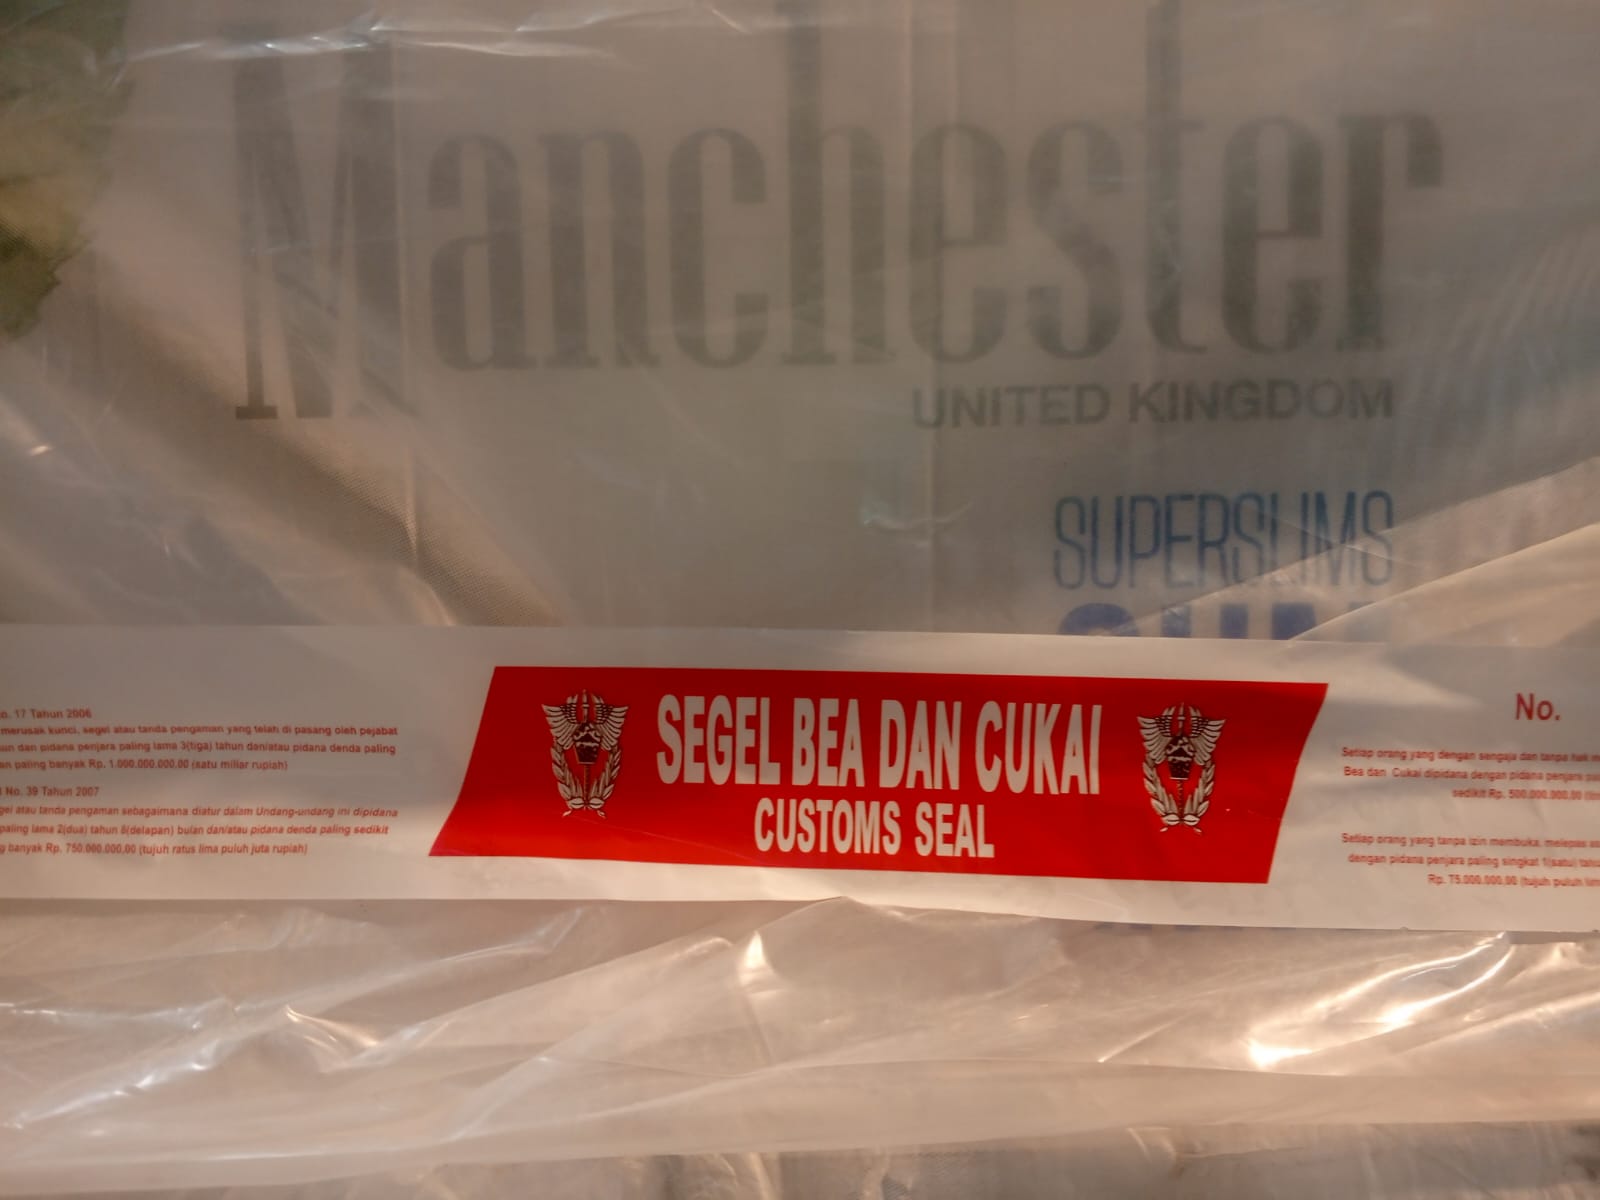 Manchester
UNITED KINGDOM
SUPERSLIMS
o. 17 Tahun 2006
merusak kunci, segel atau tanda pengaman yang telah di pasang oleh pejabat
un dan pidana penjara paling lama 3(tiga) tahun dan/atau pidana denda paling
an paling banyak Rp. 1.000.000.000,00 (satu miliar rupiah)
No. 39 Tahun 2007
gel atau tanda pengaman sebagaimana diatur dalam Undang-undang ini dipidana
paling lama 2(dua) tahun 8(delapan) bulan dan/atau pidana denda paling sedikit
g banyak Rp. 750.000.000,00 (tujuh ratus lima puluh juta rupiah)
SEGEL BEA DAN CUKAI
CUSTOMS SEAL
No.
Setiap orang yang dengan sengaja dan tanpa hak
Bea dan Cukai dipidana dengan pidana penjara
sedikit Rp. 500.000.000,00
Setiap orang yang tanpa izin membuka, melepas
dengan pidana penjara paling singkat 1(satu)
Rp. 75.000.000,00 (tujuh puluh